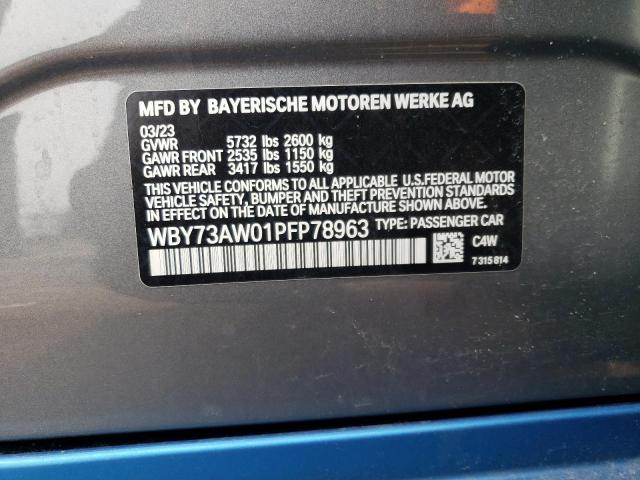 MFD BY BAYERISCHE MOTOREN WERKE AG
03/23
GVWR 5732 lbs 2600 kg
GAWR FRONT 2535 lbs 1150 kg
GAWR REAR 3417 lbs 1550 kg
THIS VEHICLE CONFORMS TO ALL APPLICABLE U.S.FEDERAL MOTOR
VEHICLE SAFETY, BUMPER AND THEFT PREVENTION STANDARDS
IN EFFECT ON THE DATE OF MANUFACTURE SHOWN ABOVE.
WBY73AW01PFP78963 TYPE: PASSENGER CAR
C4W
7315814